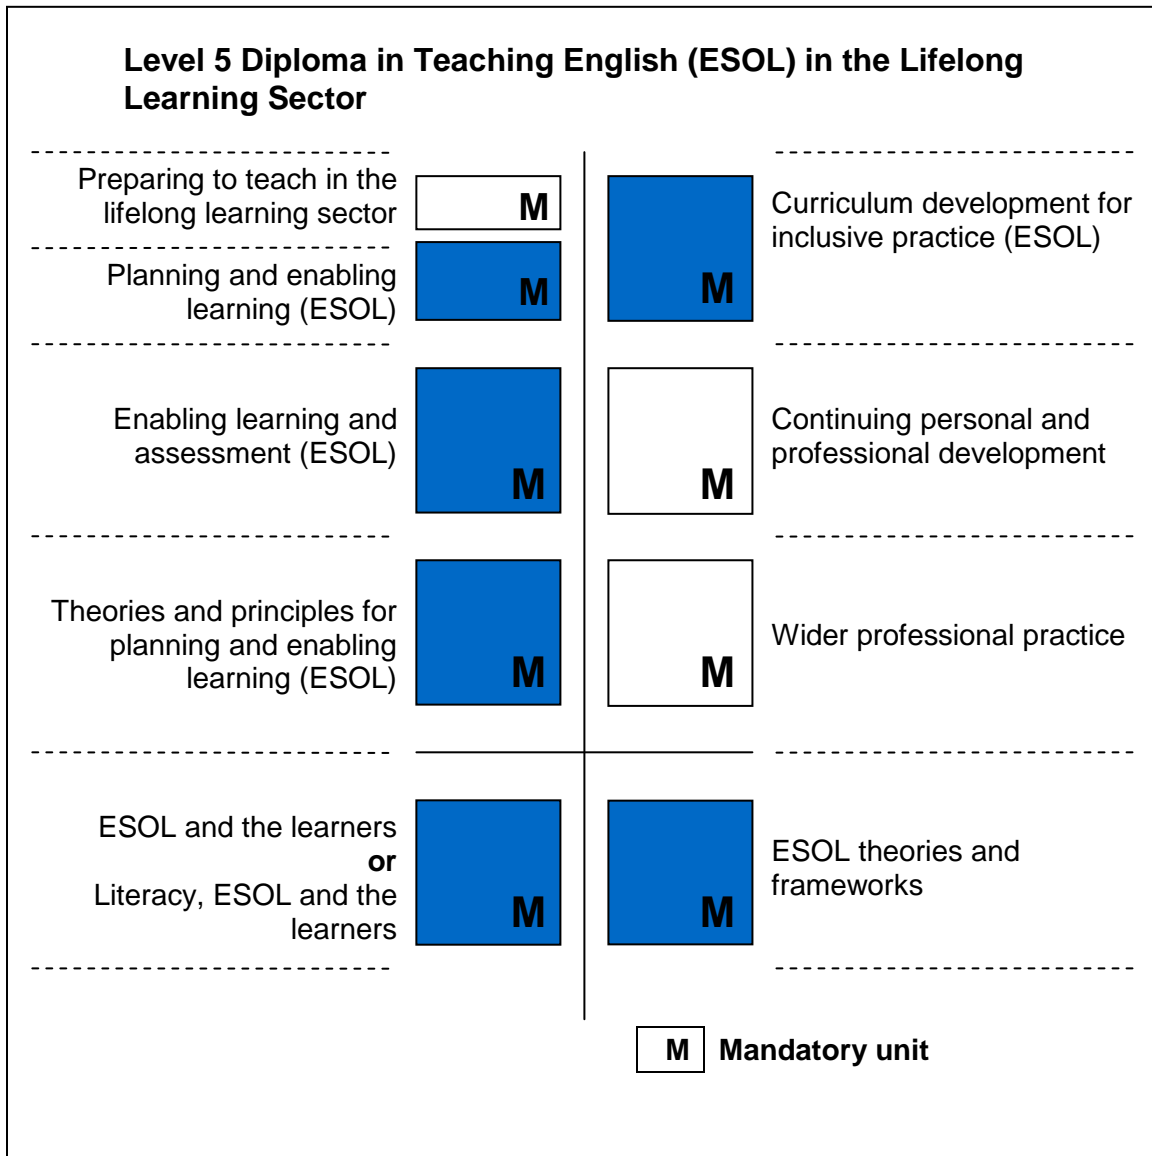 Level 5 Diploma in Teaching English (ESOL) in the Lifelong
Learning Sector
Preparing to teach in the
lifelong learning sector
M
Planning and enabling
learning (ESOL)
M
Curriculum development for
inclusive practice (ESOL)
M
Enabling learning and
assessment (ESOL)
M
Continuing personal and
professional development
M
Theories and principles for
planning and enabling
learning (ESOL)
M
Wider professional practice
M
ESOL and the learners
or
Literacy, ESOL and the
learners
M
ESOL theories and
frameworks
M
M Mandatory unit